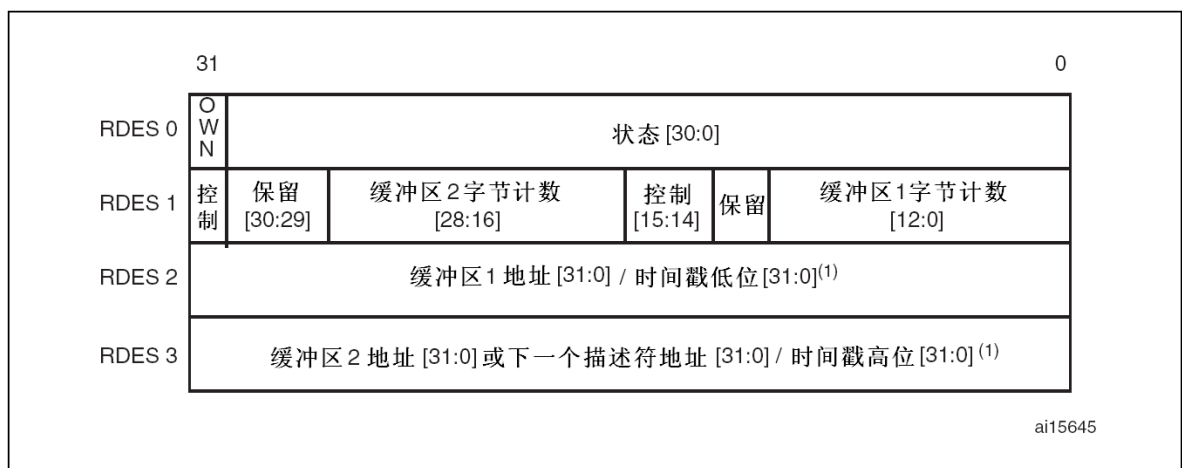 31 0
RDES 0
O
W
N
状态 [30:0]
RDES 1
控
制
保留
[30:29]
缓冲区2字节计数
[28:16]
控制
[15:14]
保留
缓冲区1字节计数
[12:0]
RDES 2
缓冲区1 地址 [31:0] / 时间戳低位[31:0](1)
RDES 3
缓冲区2 地址 [31:0] 或下一个描述符地址 [31:0] / 时间戳高位[31:0] (1)
ai15645